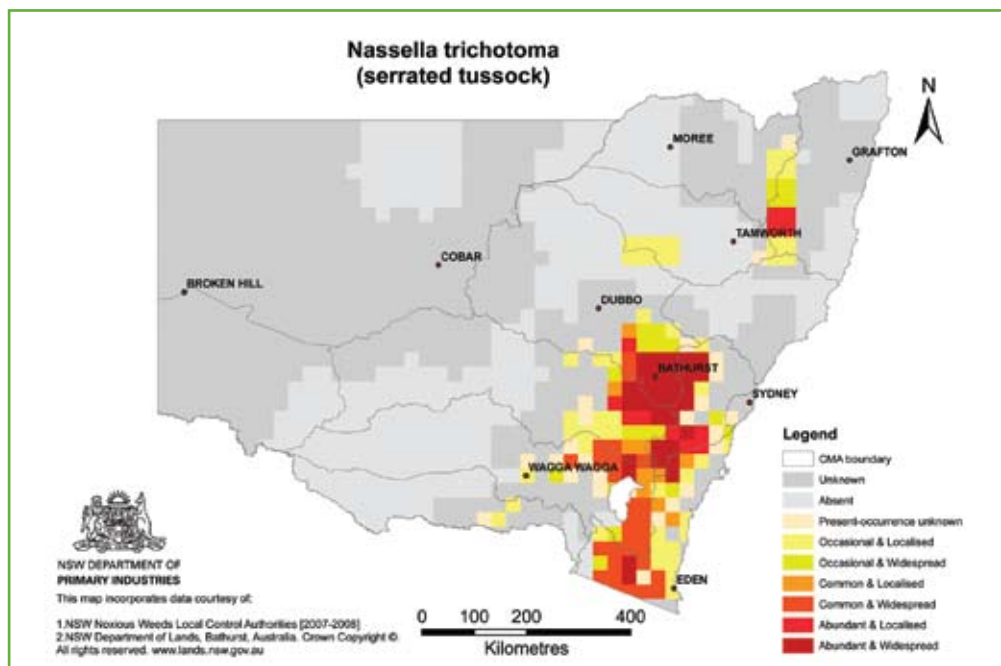 Nassella trichotoma
(serrated tussock)
N
MOREE
GRAFTON
TAMWORTH
COBAR
BROKEN HILL
DUBBO
BATHURST
SYDNEY
WAGGA WAGGA
EDEN
Legend
CMA boundary
Unknown
Absent
Present-occurrence unknown
Occasional & Localised
Occasional & Widespread
Common & Localised
Common & Widespread
Abundant & Localised
Abundant & Widespread
NSW DEPARTMENT OF
PRIMARY INDUSTRIES
This map incorporates data courtesy of:
1.NSW Noxious Weeds Local Control Authorities [2007-2008]
2.NSW Department of Lands, Bathurst, Australia. Crown Copyright ©.
All rights reserved. www.lands.nsw.gov.au
0 100 200 400
Kilometres